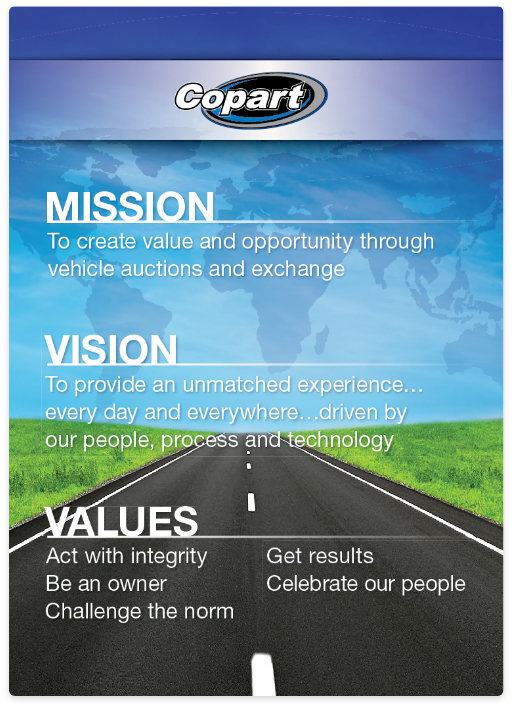 Copart
MISSION
To create value and opportunity through
vehicle auctions and exchange
VISION
To provide an unmatched experience…
every day and everywhere…driven by
our people, process and technology
VALUES
Act with integrity
Be an owner
Challenge the norm
Get results
Celebrate our people